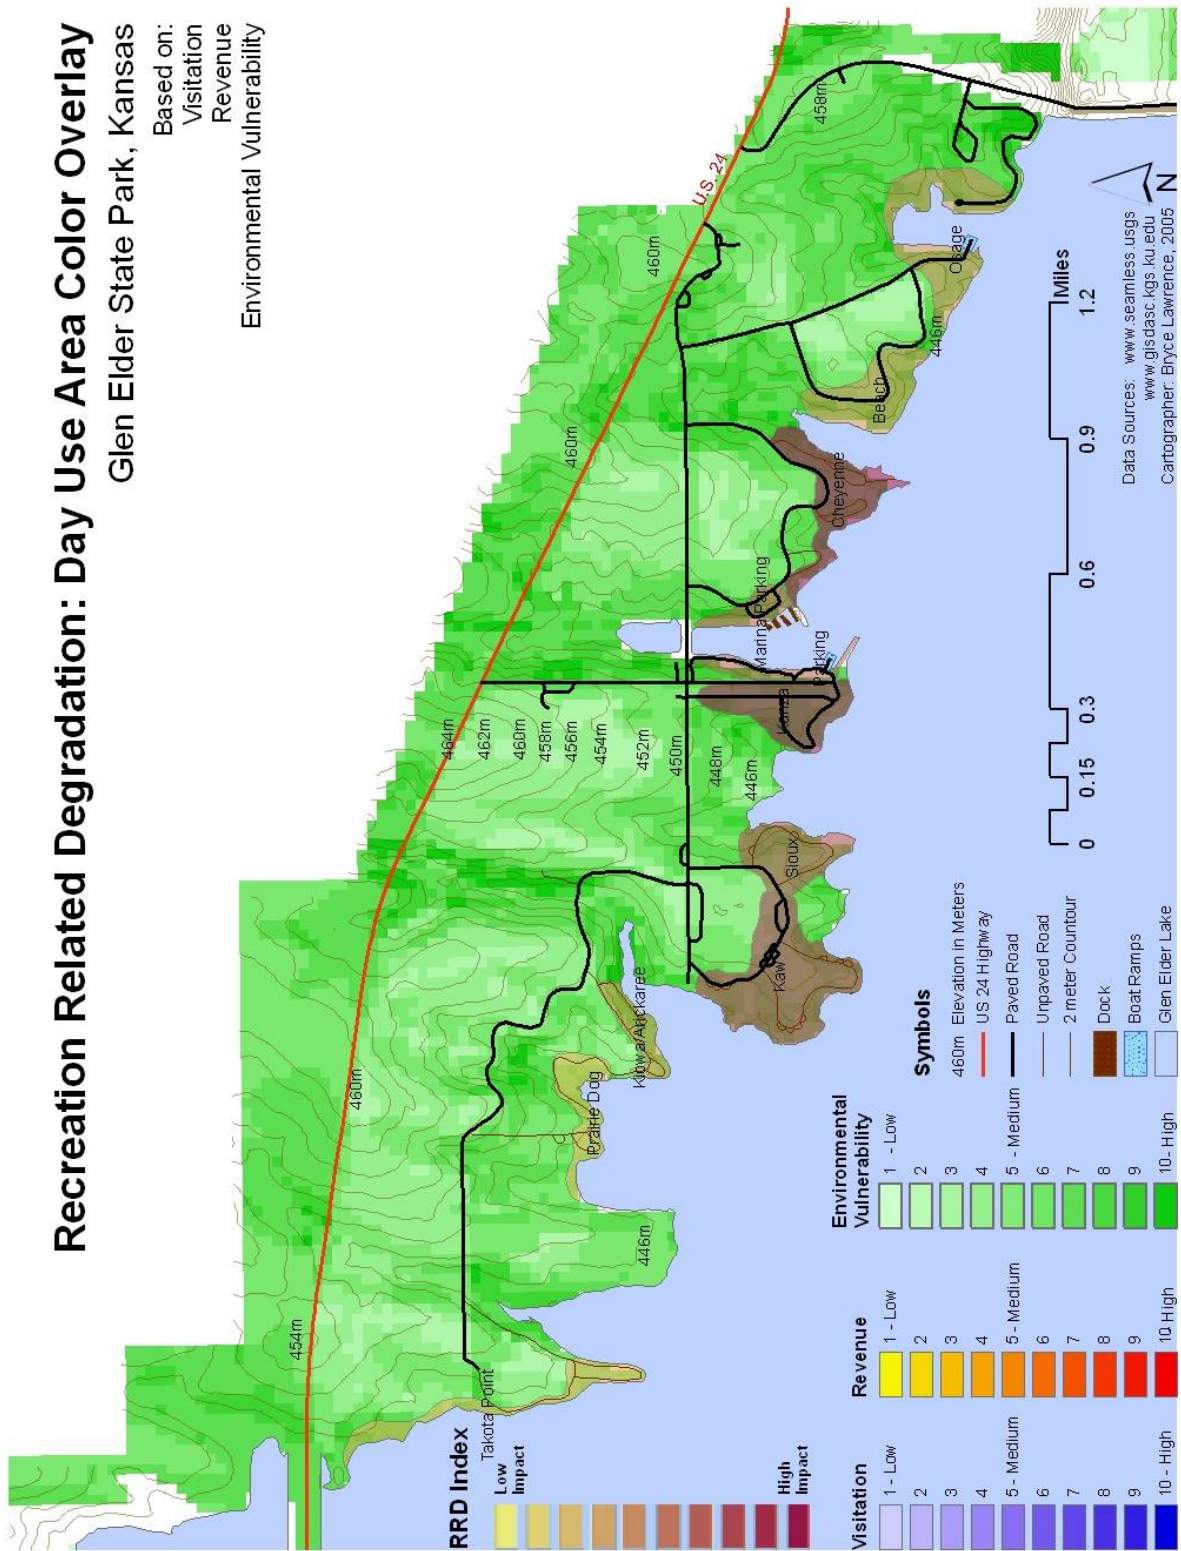 Recreation Related Degradation: Day Use Area Color Overlay
Glen Elder State Park, Kansas
Based on:
Visitation
Revenue
Environmental Vulnerability
454m
460m
464m
462m
460m
458m
456m
454m
452m
450m
448m
446m
460m
460m
U.S. 24
458m
446m
446m
Takota Point
Prairie Dog
Kiowa/Arickaree
Kaw
Sioux
Kanza
Parking
Marina Parking
Cheyenne
Beach
Osage
RRD Index
Low
Impact
High
Impact
Visitation
1 - Low
2
3
4
5 - Medium
6
7
8
9
10 - High
Revenue
1 - Low
2
3
4
5 - Medium
6
7
8
9
10 High
Environmental
Vulnerability
1 - Low
2
3
4
5 - Medium
6
7
8
9
10- High
Symbols
460m Elevation in Meters
US 24 Highway
Paved Road
Unpaved Road
2 meter Countour
Dock
Boat Ramps
Glen Elder Lake
0 0.15 0.3 0.6 0.9 1.2
Miles
N
Data Sources: www.seamless.usgs
www.gisdasc.kgs.ku.edu
Cartographer: Bryce Lawrence, 2005